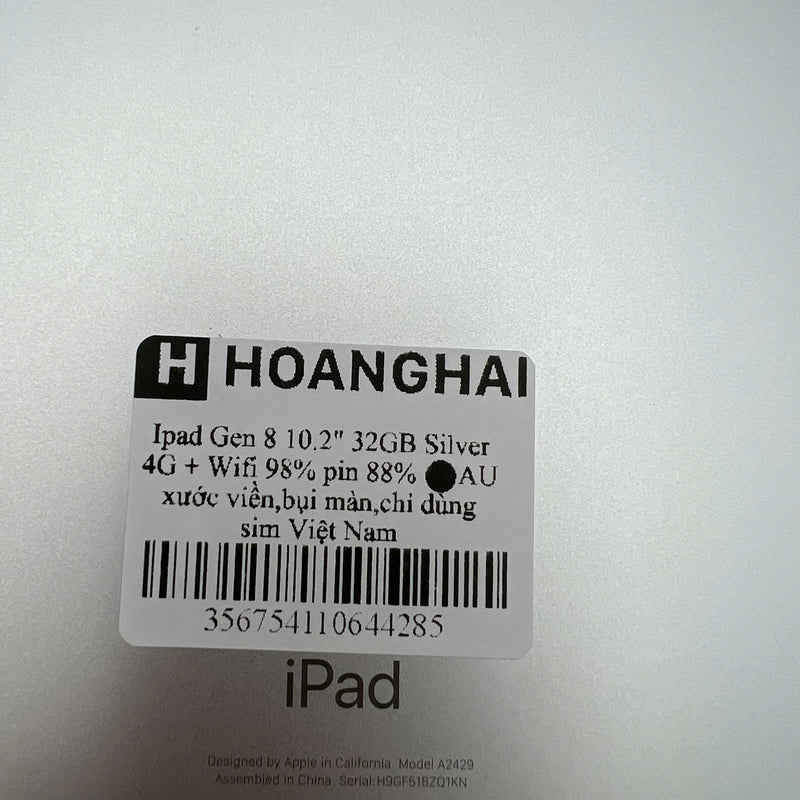 H HOANGHAI
Ipad Gen 8 10.2" 32GB Silver
4G + Wifi 98% pin 88% ⚫AU
xước viền,bụi màn,chỉ dùng
sim Việt Nam
356754110644285
iPad
Designed by Apple in California Model A2429
Assembled in China Serial:H9GF518ZQ1KN